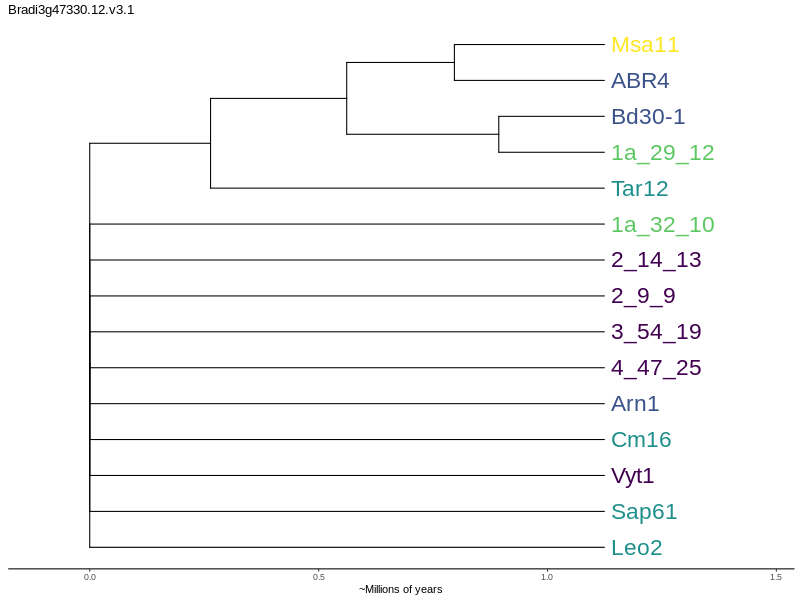 Bradi3g47330.12.v3.1
Msa11
ABR4
Bd30-1
1a_29_12
Tar12
1a_32_10
2_14_13
2_9_9
3_54_19
4_47_25
Arn1
Cm16
Vyt1
Sap61
Leo2
0.0 0.5 1.0 1.5
~Millions of years